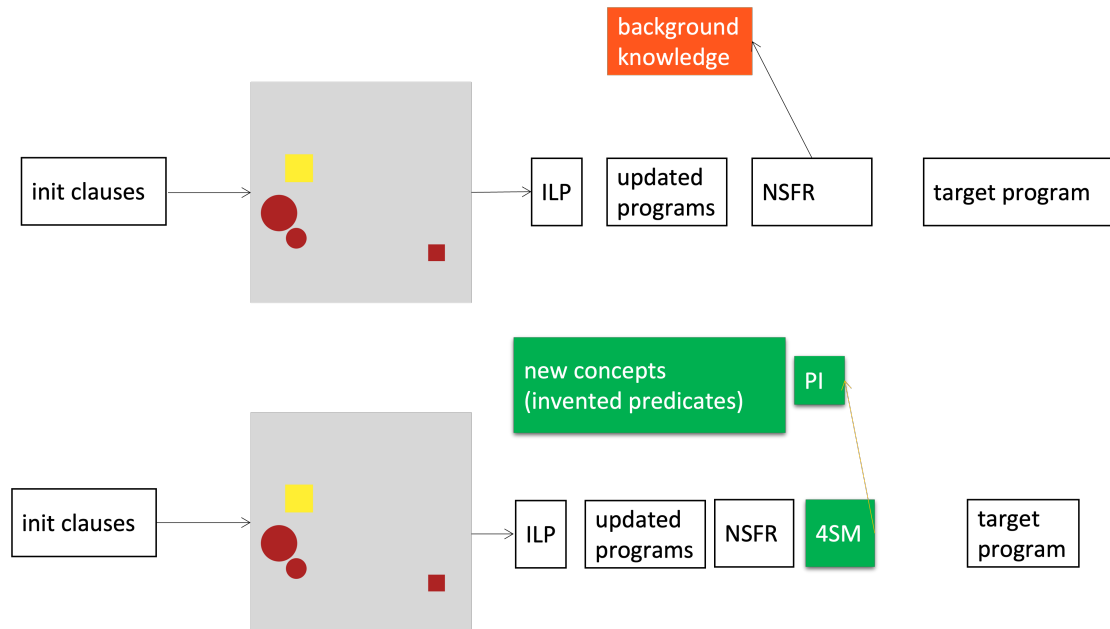 background
knowledge
init clauses
ILP
updated
programs
NSFR
target program
new concepts
(invented predicates)
PI
init clauses
ILP
updated
programs
NSFR
4SM
target
program